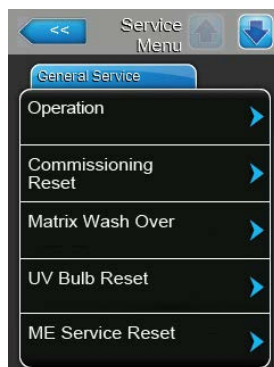 <<
Service
Menu
General Service
Operation
Commissioning
Reset
Matrix Wash Over
UV Bulb Reset
ME Service Reset